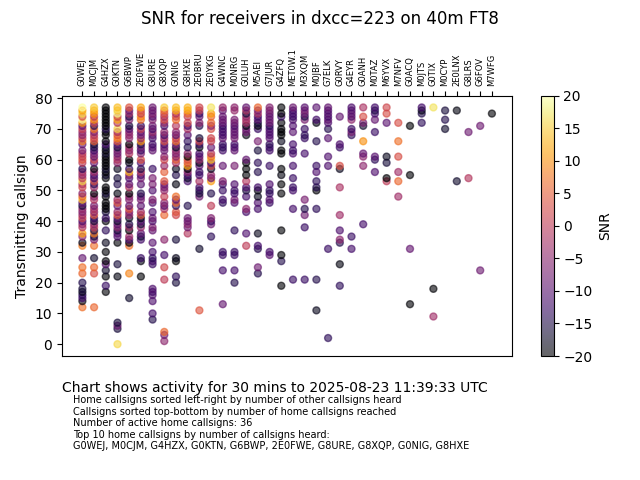 SNR for receivers in dxcc=223 on 40m FT8
G0WEJ M0CJM G4HZX G0KTN G6BWP 2E0FWE G8URE G8XQP G0NIG G8HXE 2E0BRU 2E0YKG G4WNC M0NRG G0LUH M5AEI G7JUR G4ZFQ METOW.1 M3XQM M0JBF G7ELK G0RVY G4EYR G0ANH M0TAZ M6YVX M7NFV G0ACQ M0JTS G0TIX M0CYP 2E0LNX G8LRS G6FOV M7WFG
80
70
60
50
40
30
20
10
0
Transmitting callsign
20
15
10
5
0
−5
−10
−15
−20
SNR
Chart shows activity for 30 mins to 2025-08-23 11:39:33 UTC
Home callsigns sorted left-right by number of other callsigns heard
Callsigns sorted top-bottom by number of home callsigns reached
Number of active home callsigns: 36
Top 10 home callsigns by number of callsigns heard:
G0WEJ, M0CJM, G4HZX, G0KTN, G6BWP, 2E0FWE, G8URE, G8XQP, G0NIG, G8HXE